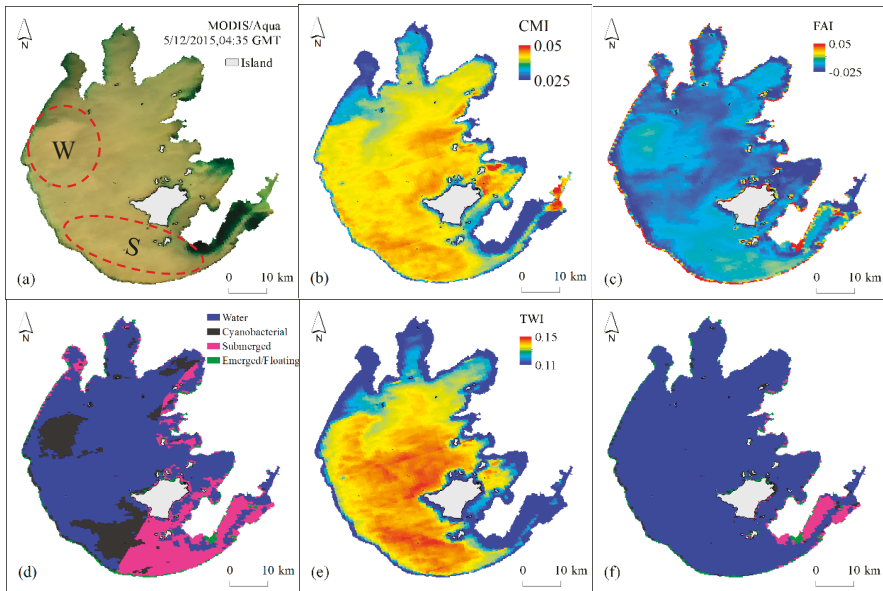 N
MODIS/Aqua
5/12/2015,04:35 GMT
Island
W
S
(a)
0 10 km
N
CMI
0.05
0.025
(b)
0 10 km
N
FAI
0.05
-0.025
(c)
0 10 km
N
Water
Cyanobacterial
Submerged
Emerged/Floating
(d)
0 10 km
N
TWI
0.15
0.11
(e)
0 10 km
N
(f)
0 10 km